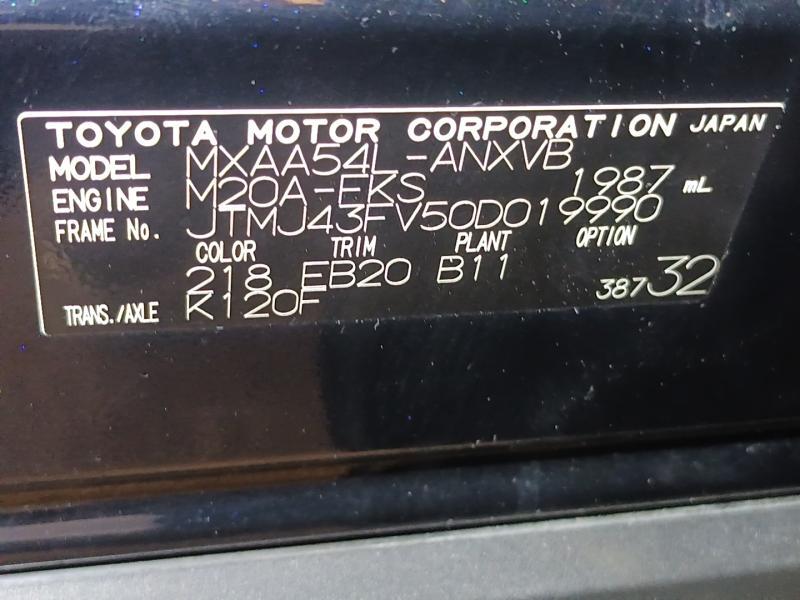 TOYOTA MOTOR CORPORATION JAPAN
MODEL MXAA54L-ANXVB
ENGINE M20A-FKS 1987 mL
FRAME No. JTMJ43FV50D019990
COLOR TRIM PLANT OPTION
218 EB20 B11
TRANS./AXLE K120F 38732